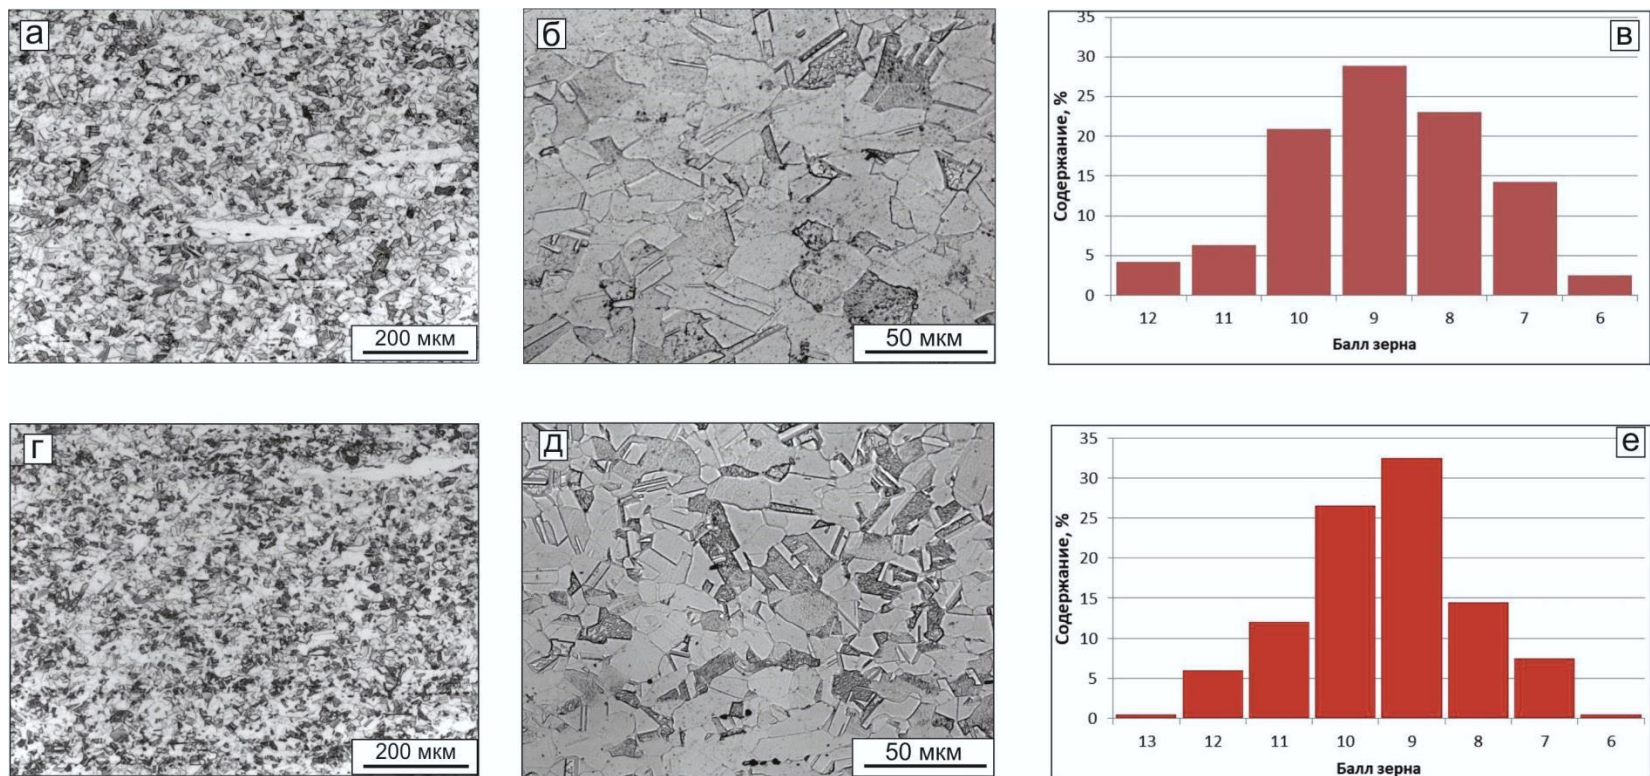 а
200 мкм
б
50 мкм
в
Содержание, %
35
30
25
20
15
10
5
0
12 11 10 9 8 7 6
Балл зерна
г
200 мкм
д
50 мкм
е
Содержание, %
35
30
25
20
15
10
5
0
13 12 11 10 9 8 7 6
Балл зерна